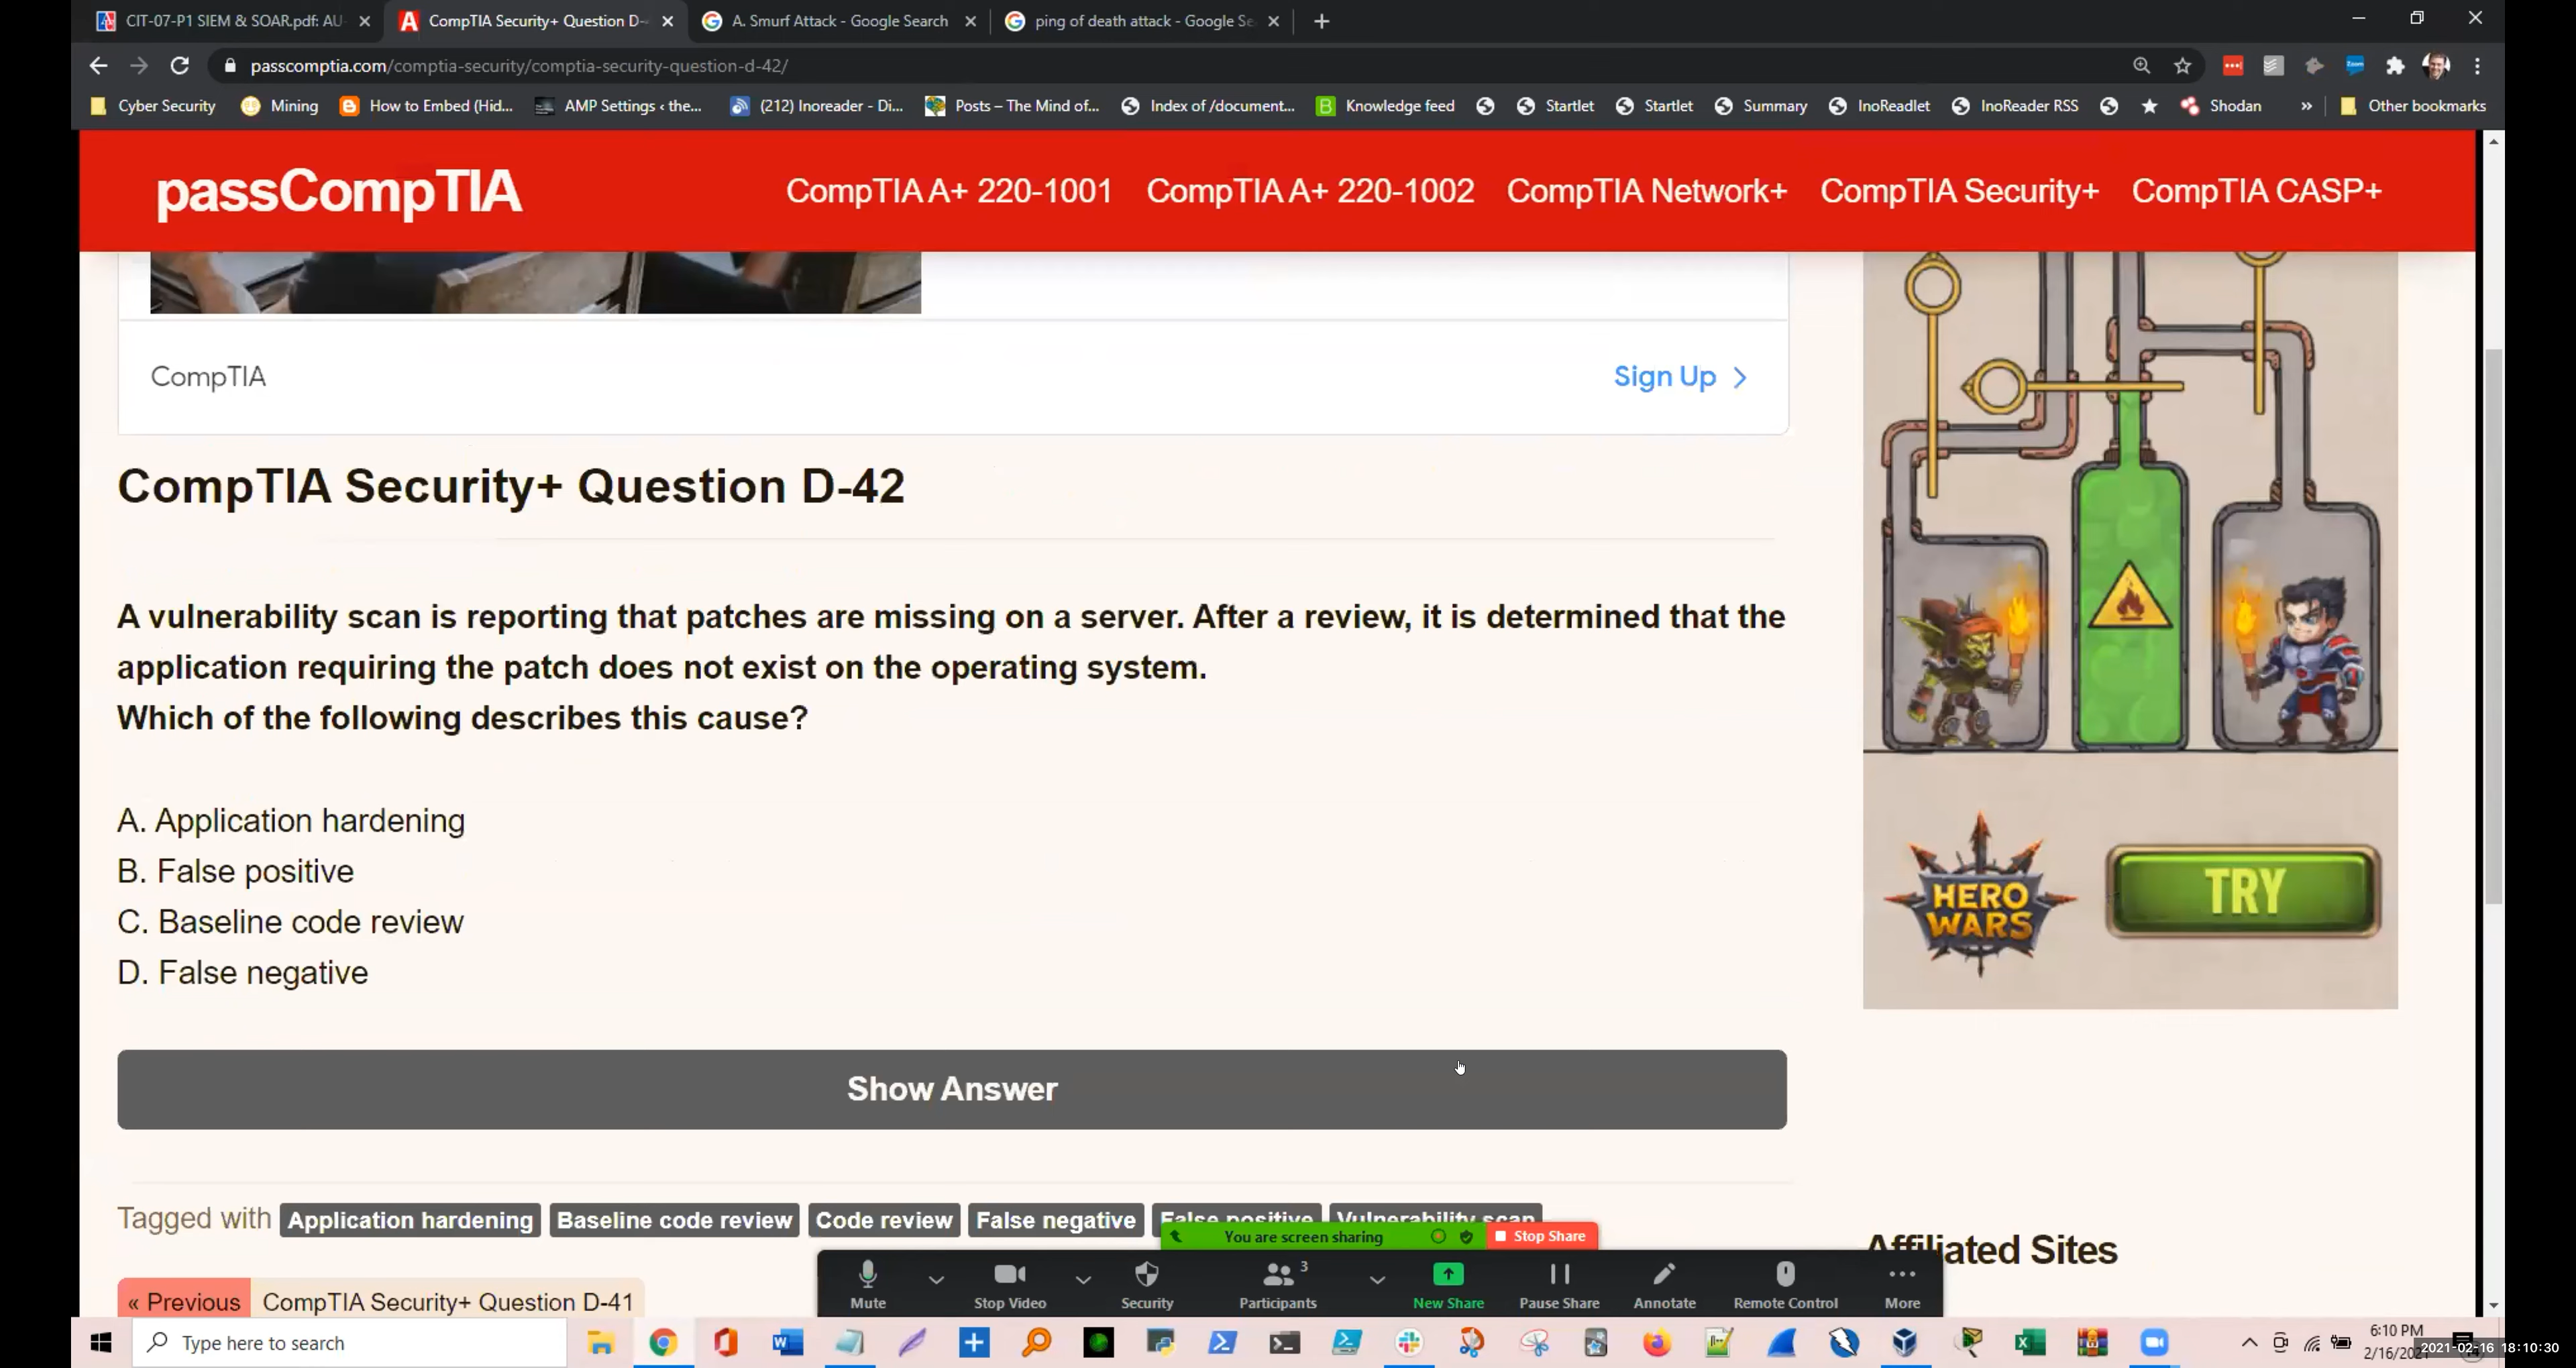 CIT-07-P1 SIEM & SOAR.pdf: AU
CompTIA Security+ Question D-
A. Smurf Attack - Google Search
ping of death attack - Google Se
passcomptia.com/comptia-security/comptia-security-question-d-42/
Cyber Security
Mining
How to Embed (Hid...
AMP Settings ‹ the...
(212) Inoreader - Di...
Posts – The Mind of...
Index of /document...
Knowledge feed
Startlet
Startlet
Summary
InoReadlet
InoReader RSS
Shodan
»
Other bookmarks
passCompTIA
CompTIA A+ 220-1001
CompTIA A+ 220-1002
CompTIA Network+
CompTIA Security+
CompTIA CASP+
CompTIA
Sign Up
CompTIA Security+ Question D-42
A vulnerability scan is reporting that patches are missing on a server. After a review, it is determined that the
application requiring the patch does not exist on the operating system.
Which of the following describes this cause?
A. Application hardening
B. False positive
C. Baseline code review
D. False negative
HERO
WARS
TRY
Show Answer
Tagged with Application hardening Baseline code review Code review False negative False positive Vulnerability scan
You are screen sharing
Stop Share
Affiliated Sites
« Previous CompTIA Security+ Question D-41
3
Mute
Stop Video
Security
Participants
New Share
Pause Share
Annotate
Remote Control
More
Type here to search
6:10 PM
2/16/202
2021-02-16 18:10:30